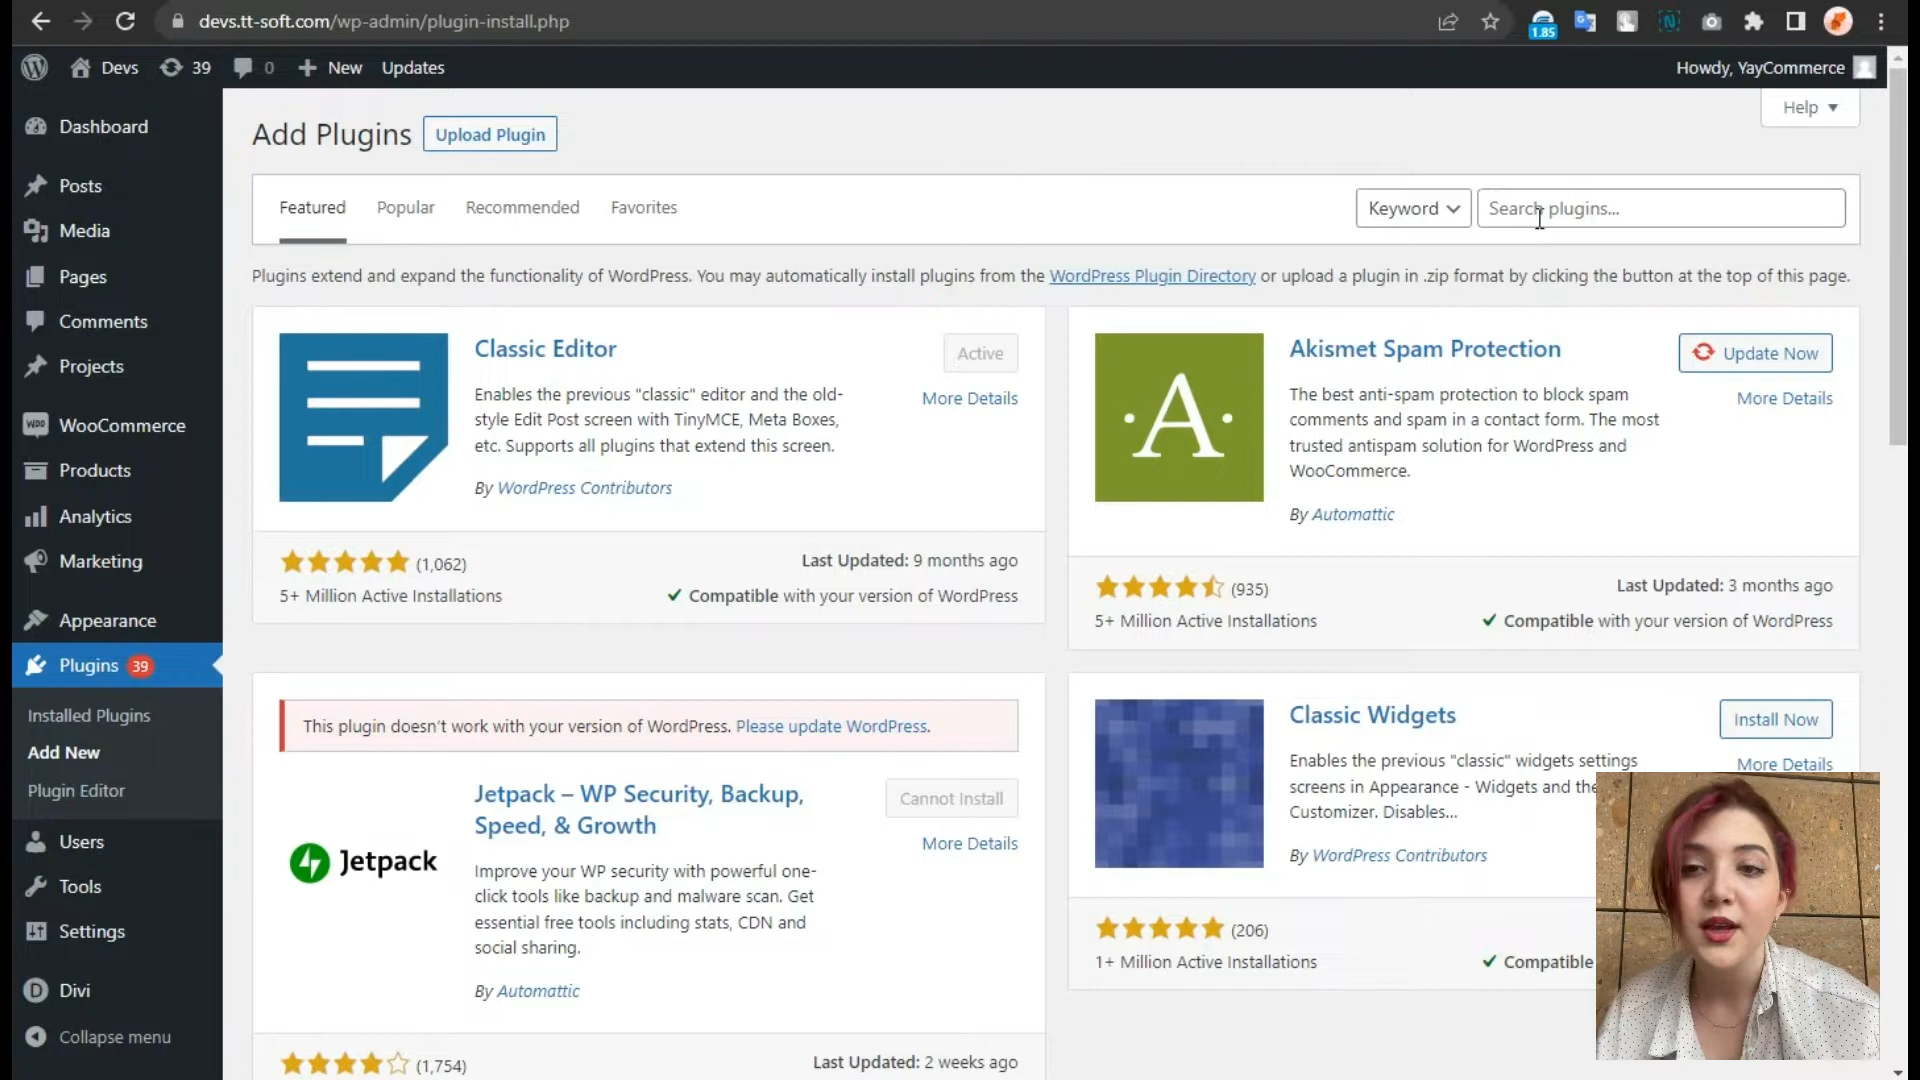 devs.tt-soft.com/wp-admin/plugin-install.php
1.85
Devs 39 0 New Updates
Howdy, YayCommerce
Help
Dashboard
Posts
Media
Pages
Comments
Projects
WooCommerce
Products
Analytics
Marketing
Appearance
Plugins 39
Installed Plugins
Add New
Plugin Editor
Users
Tools
Settings
Divi
Collapse menu
Add Plugins
Upload Plugin
Featured Popular Recommended Favorites
Keyword
Search plugins...
Plugins extend and expand the functionality of WordPress. You may automatically install plugins from the WordPress Plugin Directory or upload a plugin in .zip format by clicking the button at the top of this page.
Classic Editor
Active
More Details
Enables the previous "classic" editor and the old-
style Edit Post screen with TinyMCE, Meta Boxes,
etc. Supports all plugins that extend this screen.
By WordPress Contributors
(1,062)
Last Updated: 9 months ago
5+ Million Active Installations
Compatible with your version of WordPress
A
Akismet Spam Protection
Update Now
More Details
The best anti-spam protection to block spam
comments and spam in a contact form. The most
trusted antispam solution for WordPress and
WooCommerce.
By Automattic
(935)
Last Updated: 3 months ago
5+ Million Active Installations
Compatible with your version of WordPress
This plugin doesn't work with your version of WordPress. Please update WordPress.
Jetpack
Jetpack – WP Security, Backup,
Speed, & Growth
Cannot Install
More Details
Improve your WP security with powerful one-
click tools like backup and malware scan. Get
essential free tools including stats, CDN and
social sharing.
By Automattic
(1,754)
Last Updated: 2 weeks ago
Classic Widgets
Install Now
More Details
Enables the previous "classic" widgets settings
screens in Appearance - Widgets and the
Customizer. Disables...
By WordPress Contributors
(206)
1+ Million Active Installations
Compatible